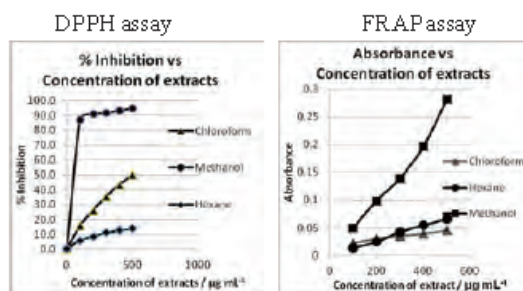 DPPH assay
% Inhibition vs
Concentration of extracts
100.0
90.0
80.0
70.0
60.0
50.0
40.0
30.0
20.0
10.0
0.0
% Inhibition
0
500
1000
Concentration of extracts / µg mL⁻¹
Chloroform
Methanol
Hexane
FRAP assay
Absorbance vs
Concentration of extracts
0.3
0.25
0.2
0.15
0.1
0.05
0
Absorbance
0
200
400
600
Concentration of extract / µg mL⁻¹
Chloroform
Hexane
Methanol